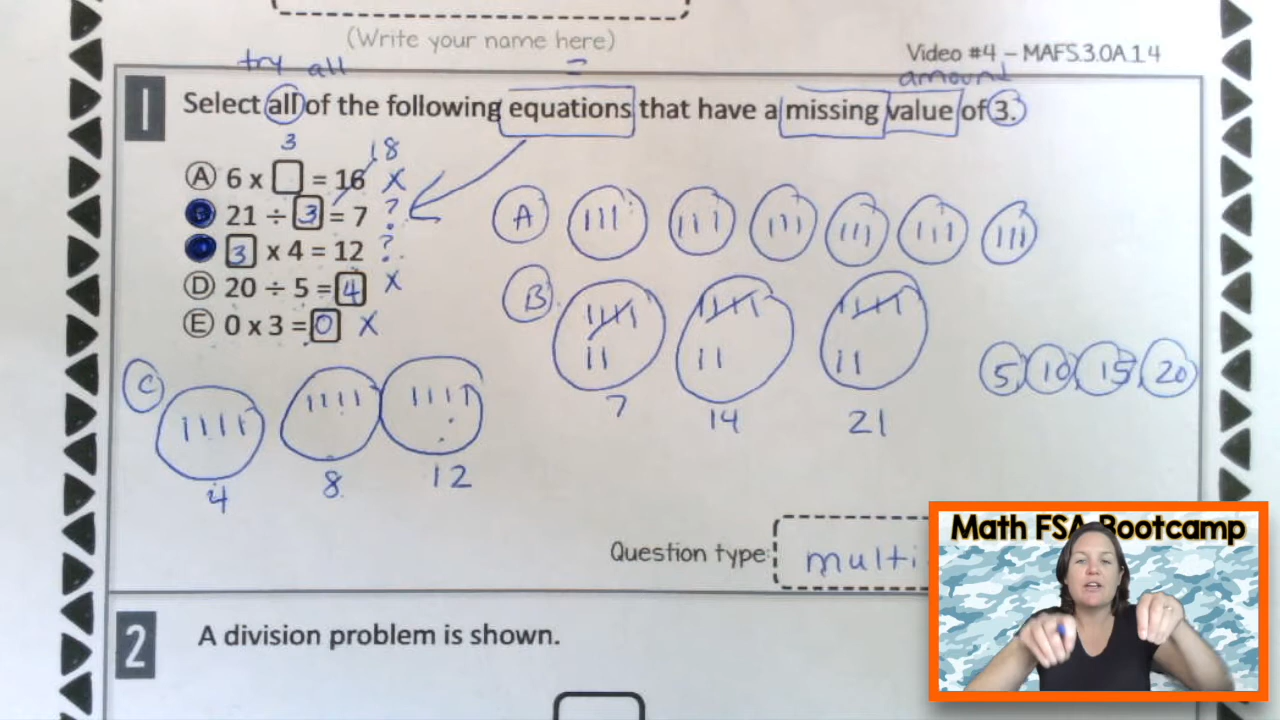 (Write your name here)
Video #4 – MAFS.3.OA.1.4
try all
=
amount
1
Select all of the following equations that have a missing value of 3.
3
18
A 6 x = 16 X
21 ÷ 3 = 7 ?
3 x 4 = 12 ?
D 20 ÷ 5 = 4 X
E 0 x 3 = 0 X
A
B
7 14 21
5, 10, 15, 20
C
4 8 12
Question type: multi
Math FSA Bootcamp
2
A division problem is shown.